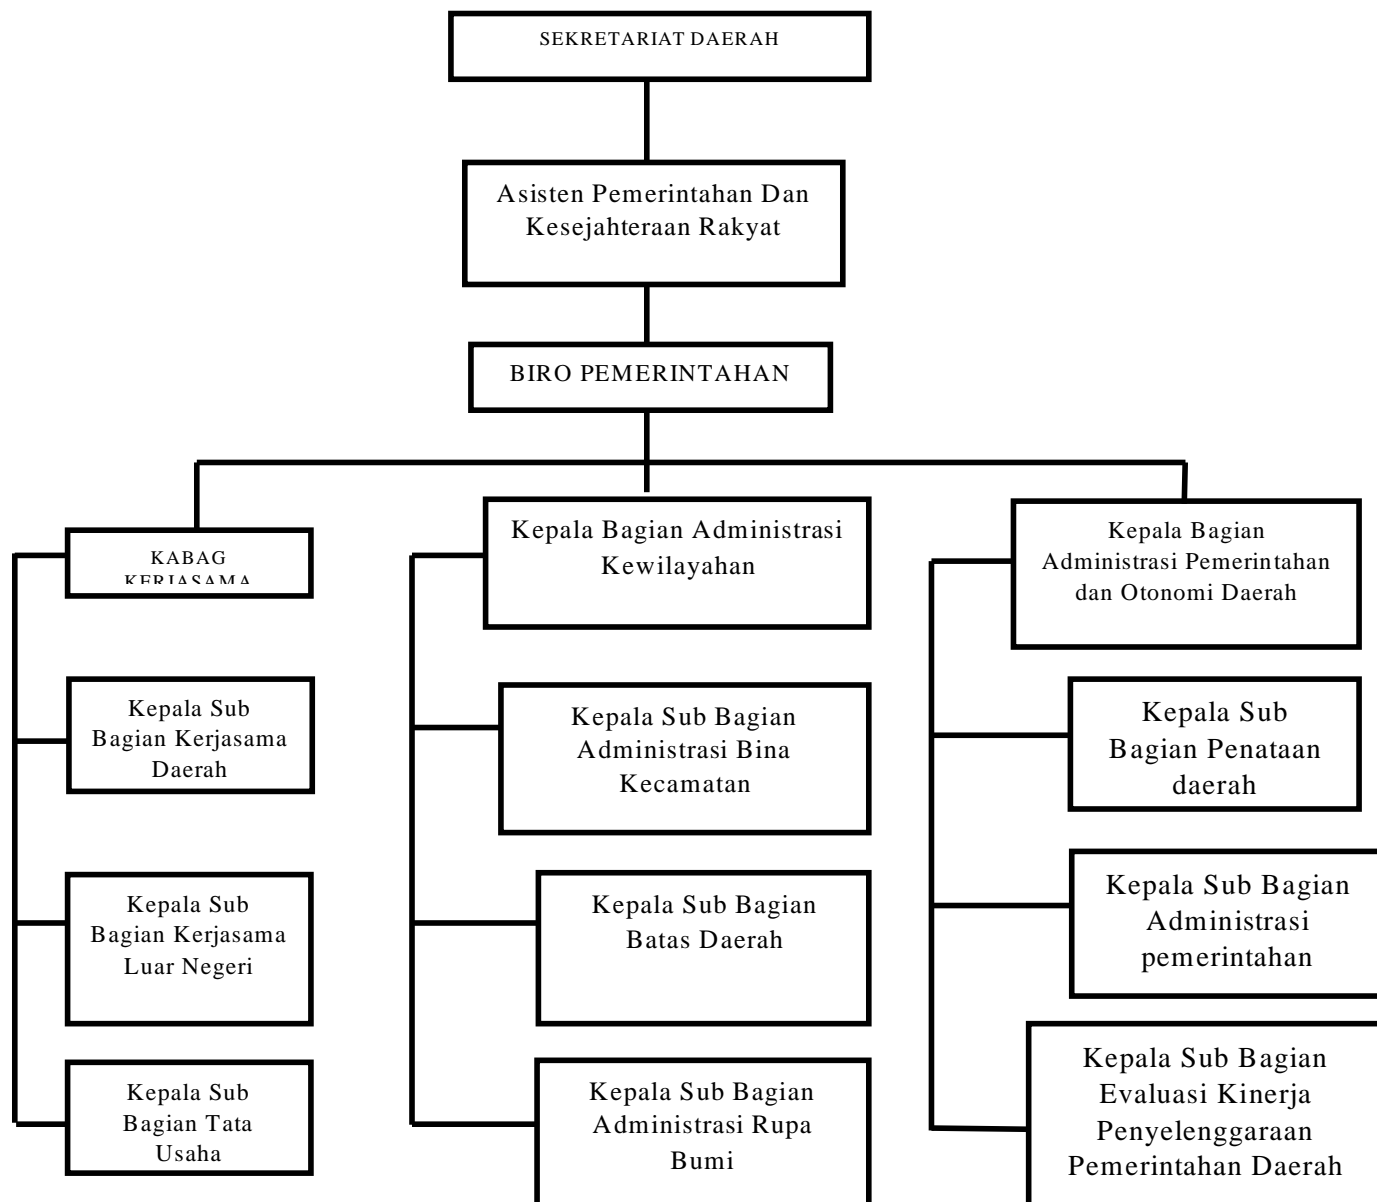 SEKRETARIAT DAERAH
Asisten Pemerintahan Dan
Kesejahteraan Rakyat
BIRO PEMERINTAHAN
KABAG
KERJASAMA
Kepala Sub
Bagian Kerjasama
Daerah
Kepala Sub
Bagian Kerjasama
Luar Negeri
Kepala Sub
Bagian Tata
Usaha
Kepala Bagian Administrasi
Kewilayahan
Kepala Sub Bagian
Administrasi Bina
Kecamatan
Kepala Sub Bagian
Batas Daerah
Kepala Sub Bagian
Administrasi Rupa
Bumi
Kepala Bagian
Administrasi Pemerintahan
dan Otonomi Daerah
Kepala Sub
Bagian Penataan
daerah
Kepala Sub Bagian
Administrasi
pemerintahan
Kepala Sub Bagian
Evaluasi Kinerja
Penyelenggaraan
Pemerintahan Daerah